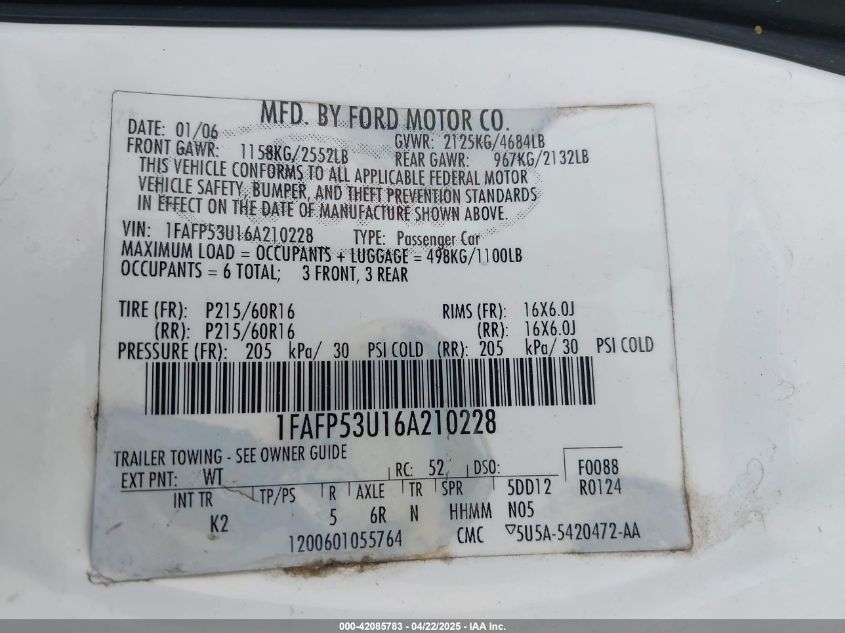 MFD. BY FORD MOTOR CO.
DATE: 01/06 GVWR: 2125KG/4684LB
FRONT GAWR: 1158KG/2552LB REAR GAWR: 967KG/2132LB
THIS VEHICLE CONFORMS TO ALL APPLICABLE FEDERAL MOTOR
VEHICLE SAFETY, BUMPER, AND THEFT PREVENTION STANDARDS
IN EFFECT ON THE DATE OF MANUFACTURE SHOWN ABOVE.
VIN: 1FAFP53U16A210228 TYPE: Passenger Car
MAXIMUM LOAD = OCCUPANTS + LUGGAGE = 498KG/1100LB
OCCUPANTS = 6 TOTAL; 3 FRONT, 3 REAR
TIRE (FR): P215/60R16 RIMS (FR): 16X6.0J
(RR): P215/60R16 (RR): 16X6.0J
PRESSURE (FR): 205 kPa/ 30 PSI COLD (RR): 205 kPa/ 30 PSI COLD
1FAFP53U16A210228
TRAILER TOWING - SEE OWNER GUIDE
EXT PNT: WT RC: 52 DSO: F0088
INT TR TP/PS R AXLE TR SPR 5DD12 R0124
K2 5 6R N HHMM N05
1200601055764 CMC ▽5U5A-5420472-AA
000-42085783 - 04/22/2025 - IAA Inc.